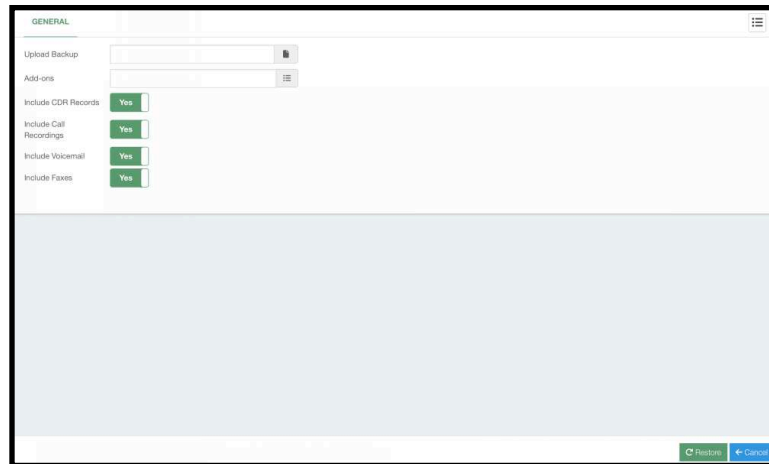 GENERAL
Upload Backup
Add-ons
Include CDR Records Yes
Include Call
Recordings Yes
Include Voicemail Yes
Include Faxes Yes
Restore Cancel